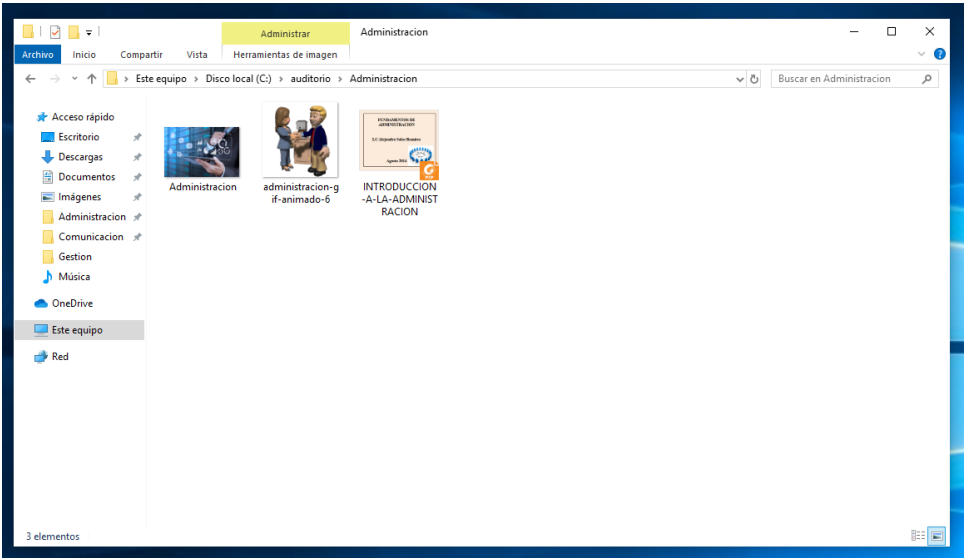 Administrar
Administracion
Archivo
Inicio
Compartir
Vista
Herramientas de imagen
Este equipo
Disco local (C:)
auditorio
Administracion
Buscar en Administracion
Acceso rápido
Escritorio
Descargas
Documentos
Imágenes
Administracion
Comunicacion
Gestion
Música
OneDrive
Este equipo
Red
Administracion
administracion-g
if-animado-6
FUNDAMENTOS DE
ADMINISTRACION
Agosto 2014
INTRODUCCION
-A-LA-ADMINIST
RACION
3 elementos